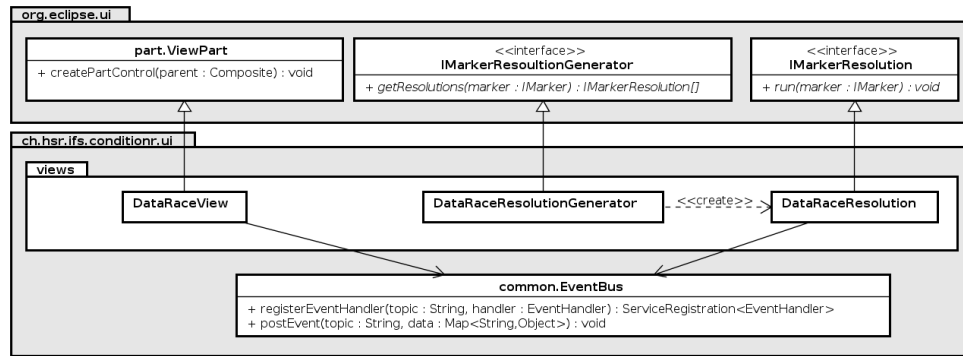 org.eclipse.ui
part.ViewPart
+ createPartControl(parent : Composite) : void
<<interface>>
IMarkerResoultionGenerator
+ getResolutions(marker : IMarker) : IMarkerResolution[]
<<interface>>
IMarkerResolution
+ run(marker : IMarker) : void
ch.hsr.ifs.conditionr.ui
views
DataRaceView
DataRaceResolutionGenerator
<<create>>
DataRaceResolution
common.EventBus
+ registerEventHandler(topic : String, handler : EventHandler) : ServiceRegistration<EventHandler>
+ postEvent(topic : String, data : Map<String,Object>) : void